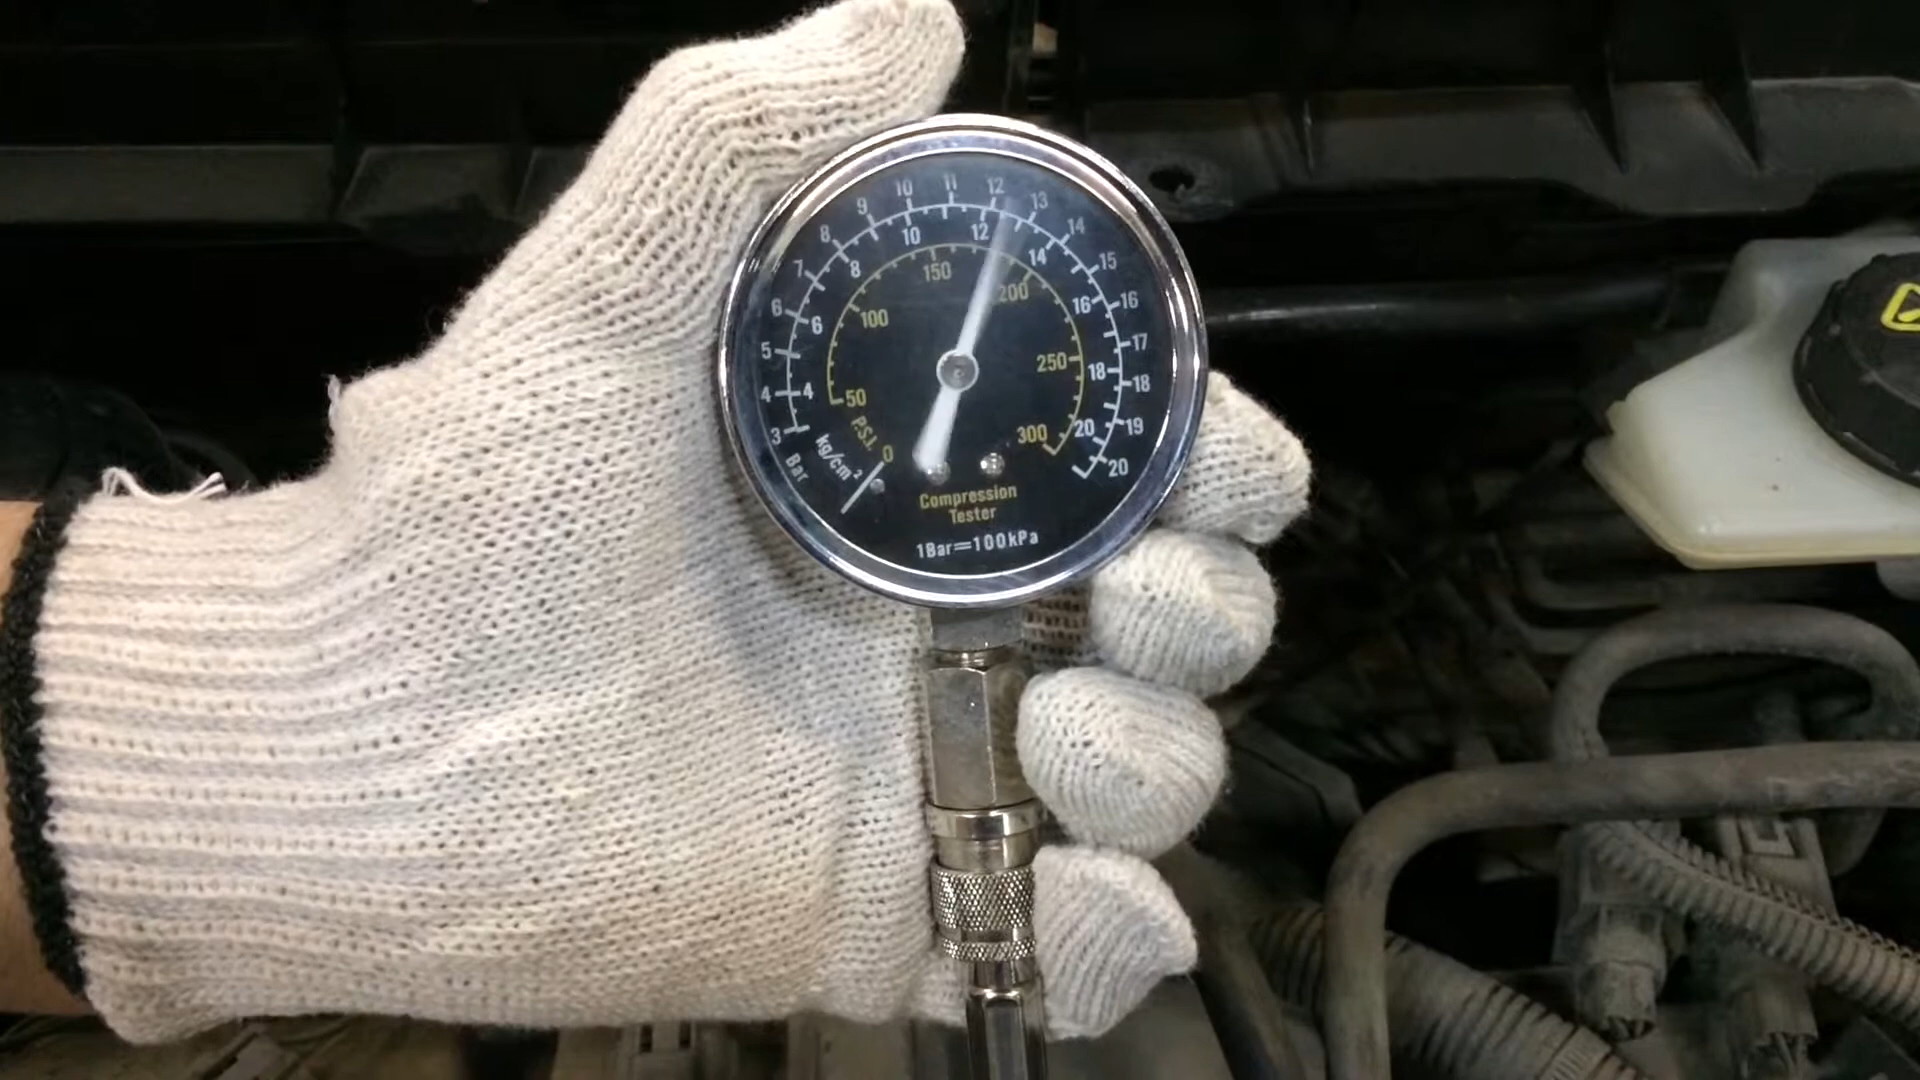 3 4 5 6 7 8 9 10 11 12 13 14 15 16 17 18 19 20
Bar
4 6 8 10 12 14 16 18 20
kg/cm²
0 50 100 150 200 250 300
P.S.I.
Compression
Tester
1Bar=100kPa